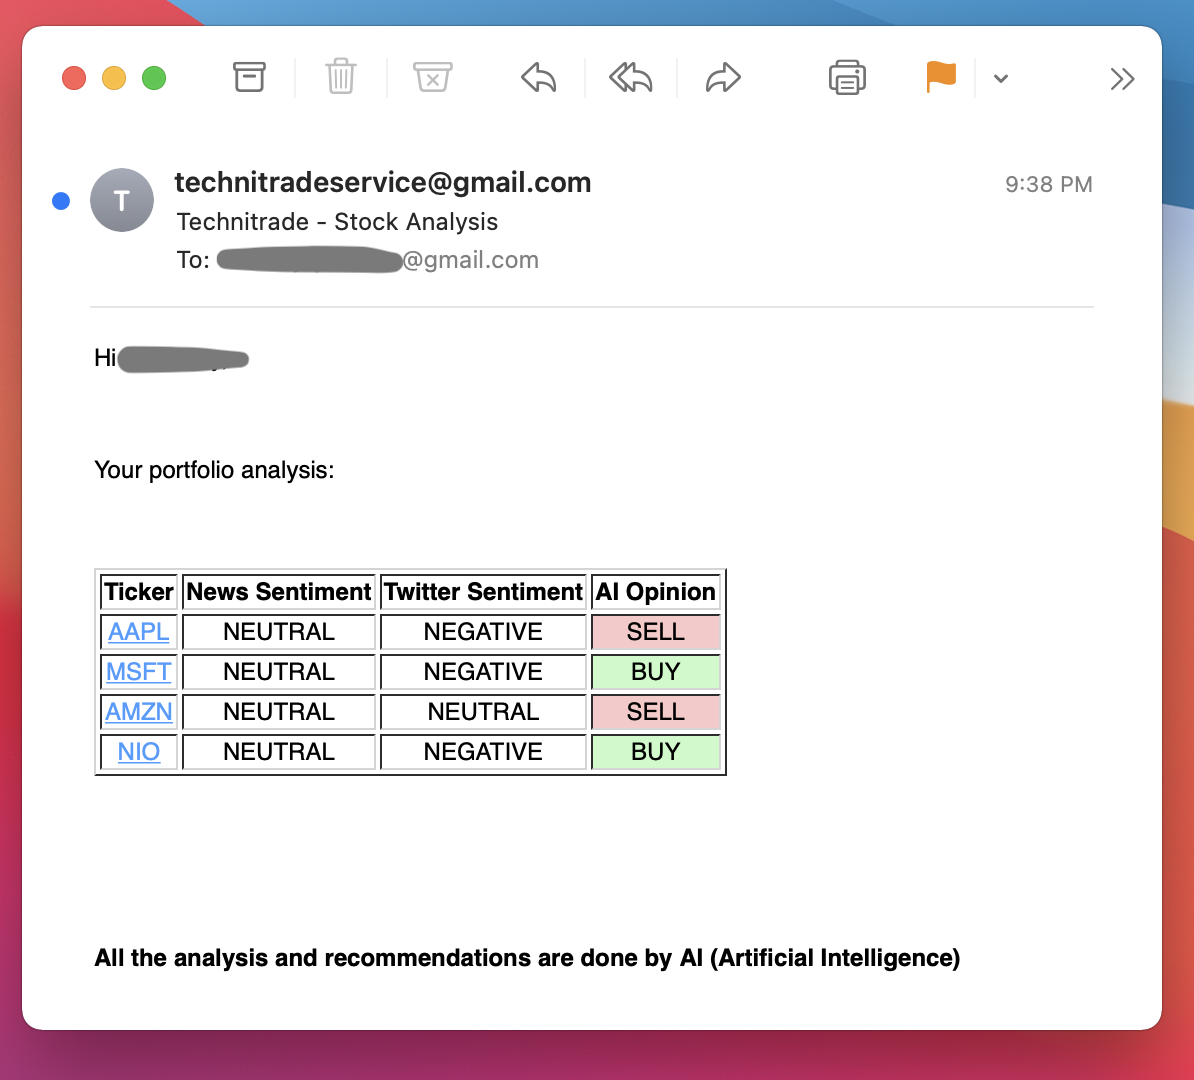 T
technitradeservice@gmail.com
9:38 PM
Technitrade - Stock Analysis
To: @gmail.com
Hi
Your portfolio analysis:
Ticker News Sentiment Twitter Sentiment AI Opinion
AAPL NEUTRAL NEGATIVE SELL
MSFT NEUTRAL NEGATIVE BUY
AMZN NEUTRAL NEUTRAL SELL
NIO NEUTRAL NEGATIVE BUY
All the analysis and recommendations are done by AI (Artificial Intelligence)